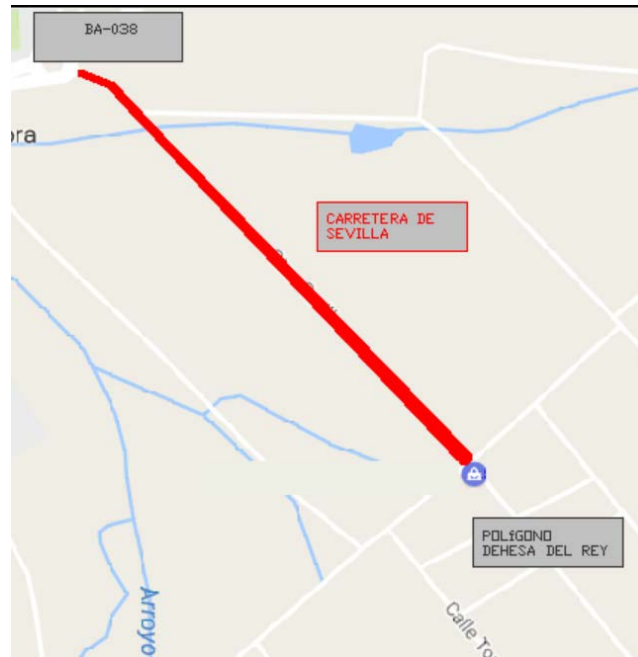 BA-038
ora
CARRETERA DE
SEVILLA
POLÍGONO
DEHESA DEL REY
Arroyo
Calle To